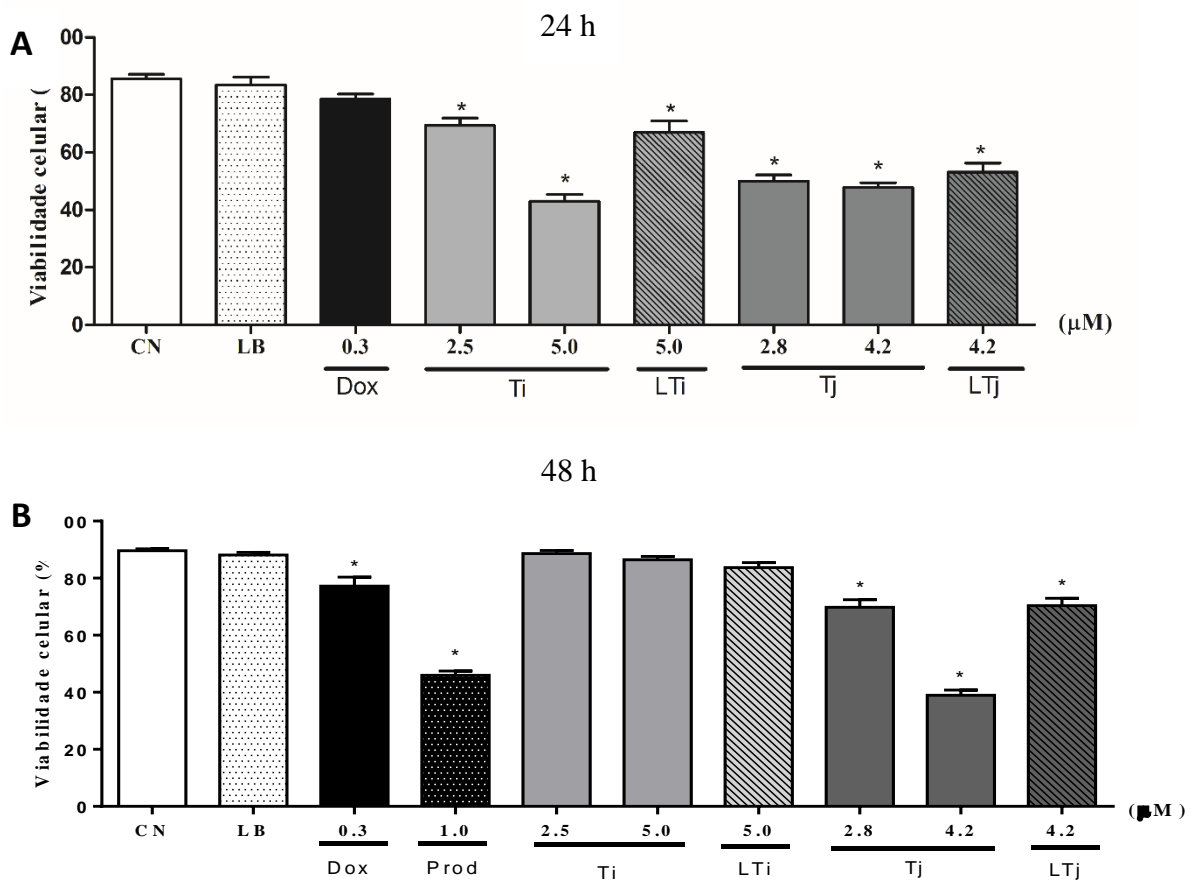 24 h
A
Viabilidade celular (
00
80
60
40
20
0
* * * * * *
CN LB 0.3 2.5 5.0 5.0 2.8 4.2 4.2 (µM)
Dox Ti LTi Tj LTj
48 h
B
Viabilidade celular (%
00
80
60
40
20
0
* * * * *
CN LB 0.3 1.0 2.5 5.0 5.0 2.8 4.2 4.2 (µM)
Dox Prod Ti LTi Tj LTj